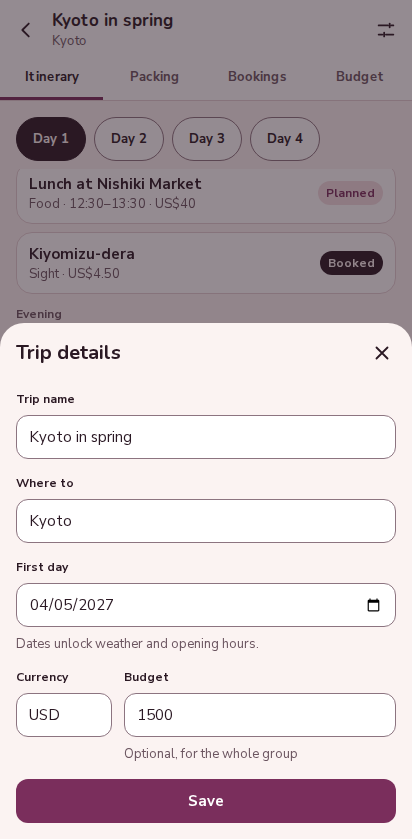 Kyoto in spring
Kyoto
Itinerary Packing Bookings Budget
Day 1 Day 2 Day 3 Day 4
Lunch at Nishiki Market
Food · 12:30–13:30 · US$40
Planned
Kiyomizu-dera
Sight · US$4.50
Booked
Evening
Trip details
Trip name
Kyoto in spring
Where to
Kyoto
First day
04/05/2027
Dates unlock weather and opening hours.
Currency Budget
USD 1500
Optional, for the whole group
Save